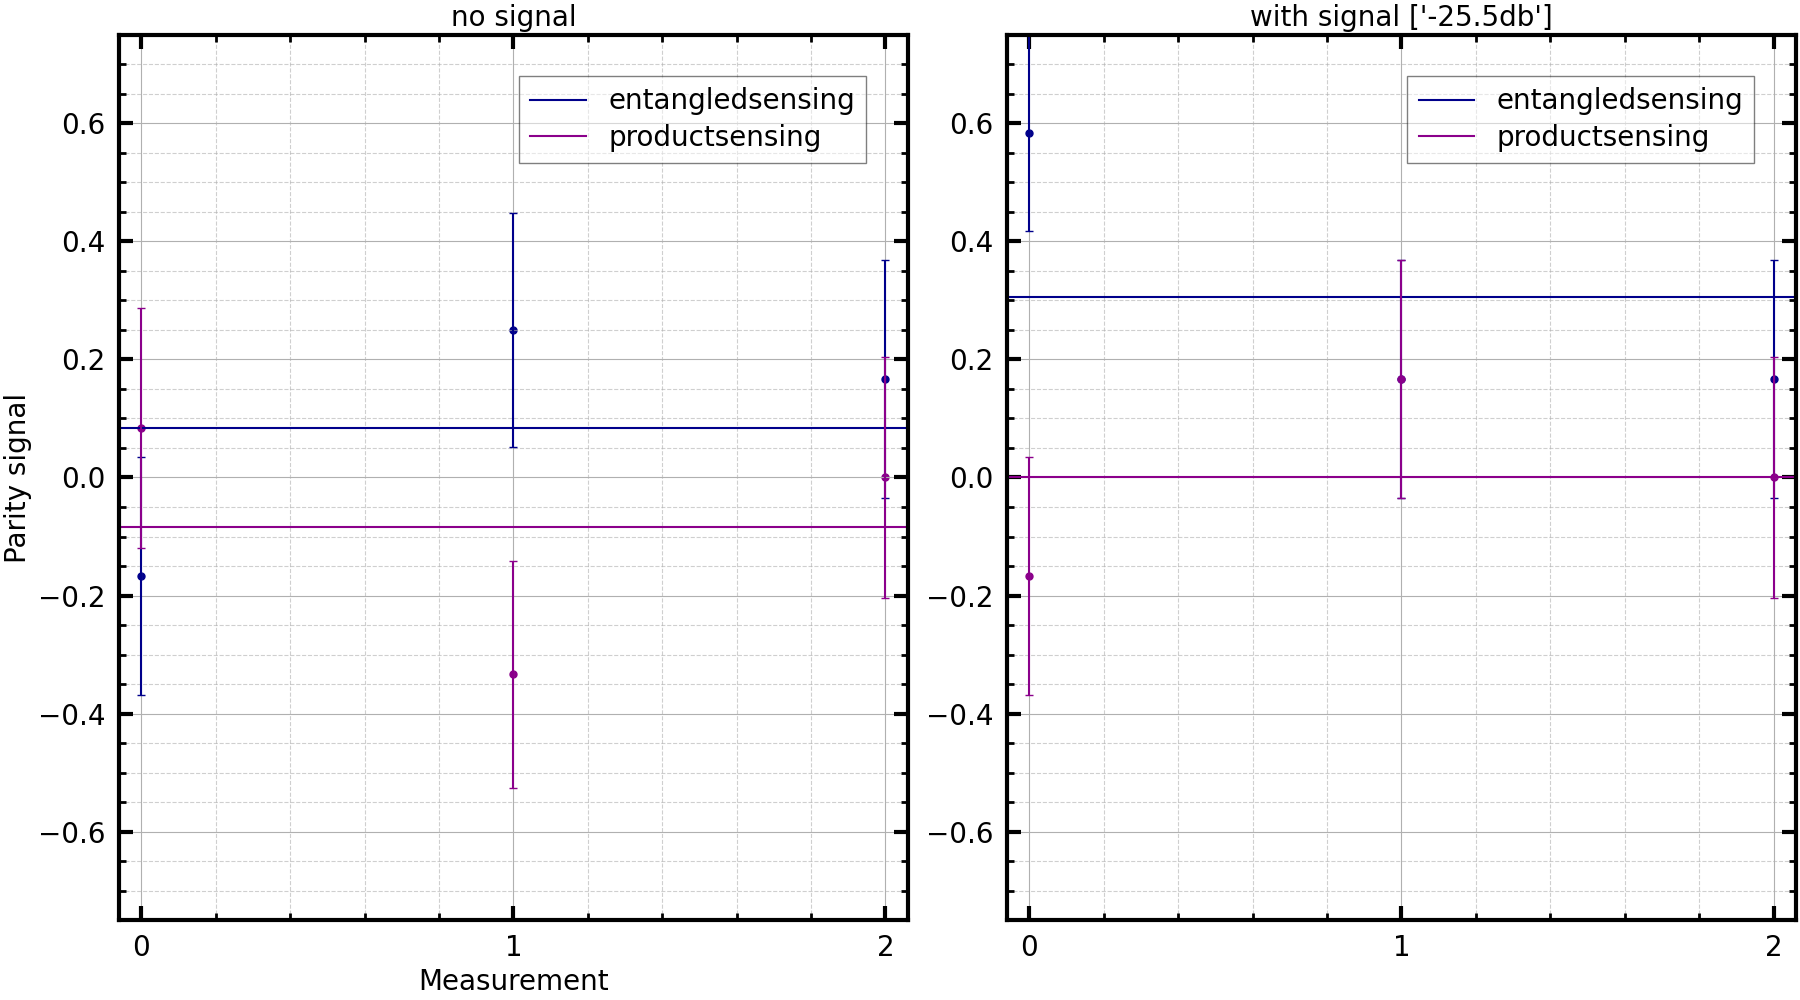 no signal
entangledsensing
productsensing
0.6
0.4
0.2
0.0
−0.2
−0.4
−0.6
Parity signal
0 1 2
Measurement
with signal ['-25.5db']
entangledsensing
productsensing
0.6
0.4
0.2
0.0
−0.2
−0.4
−0.6
0 1 2